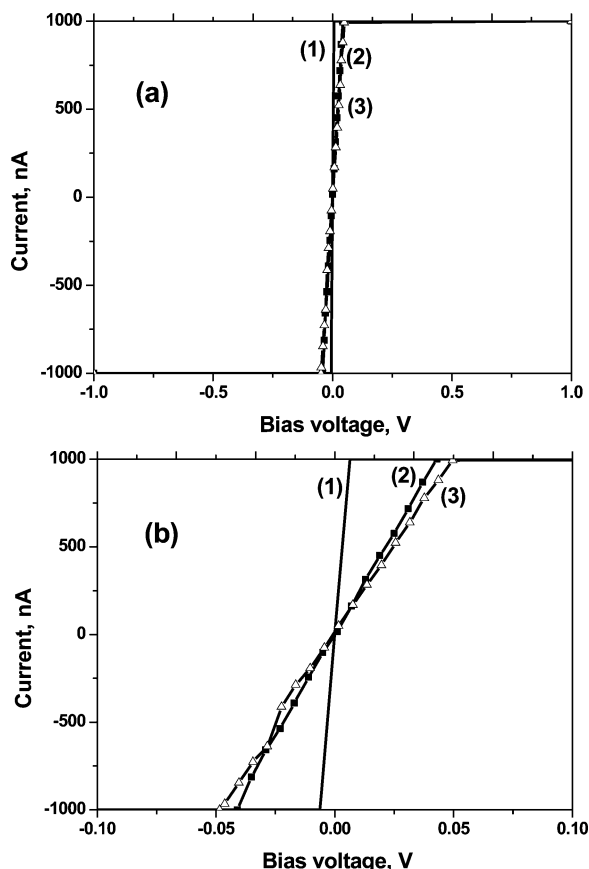 1000
(1)
(2)
(a)
500
(3)
0
Current, nA
-500
-1000
-1.0 -0.5 0.0 0.5 1.0
Bias voltage, V
1000
(1)
(2)
(3)
(b)
500
0
Current, nA
-500
-1000
-0.10 -0.05 0.00 0.05 0.10
Bias voltage, V